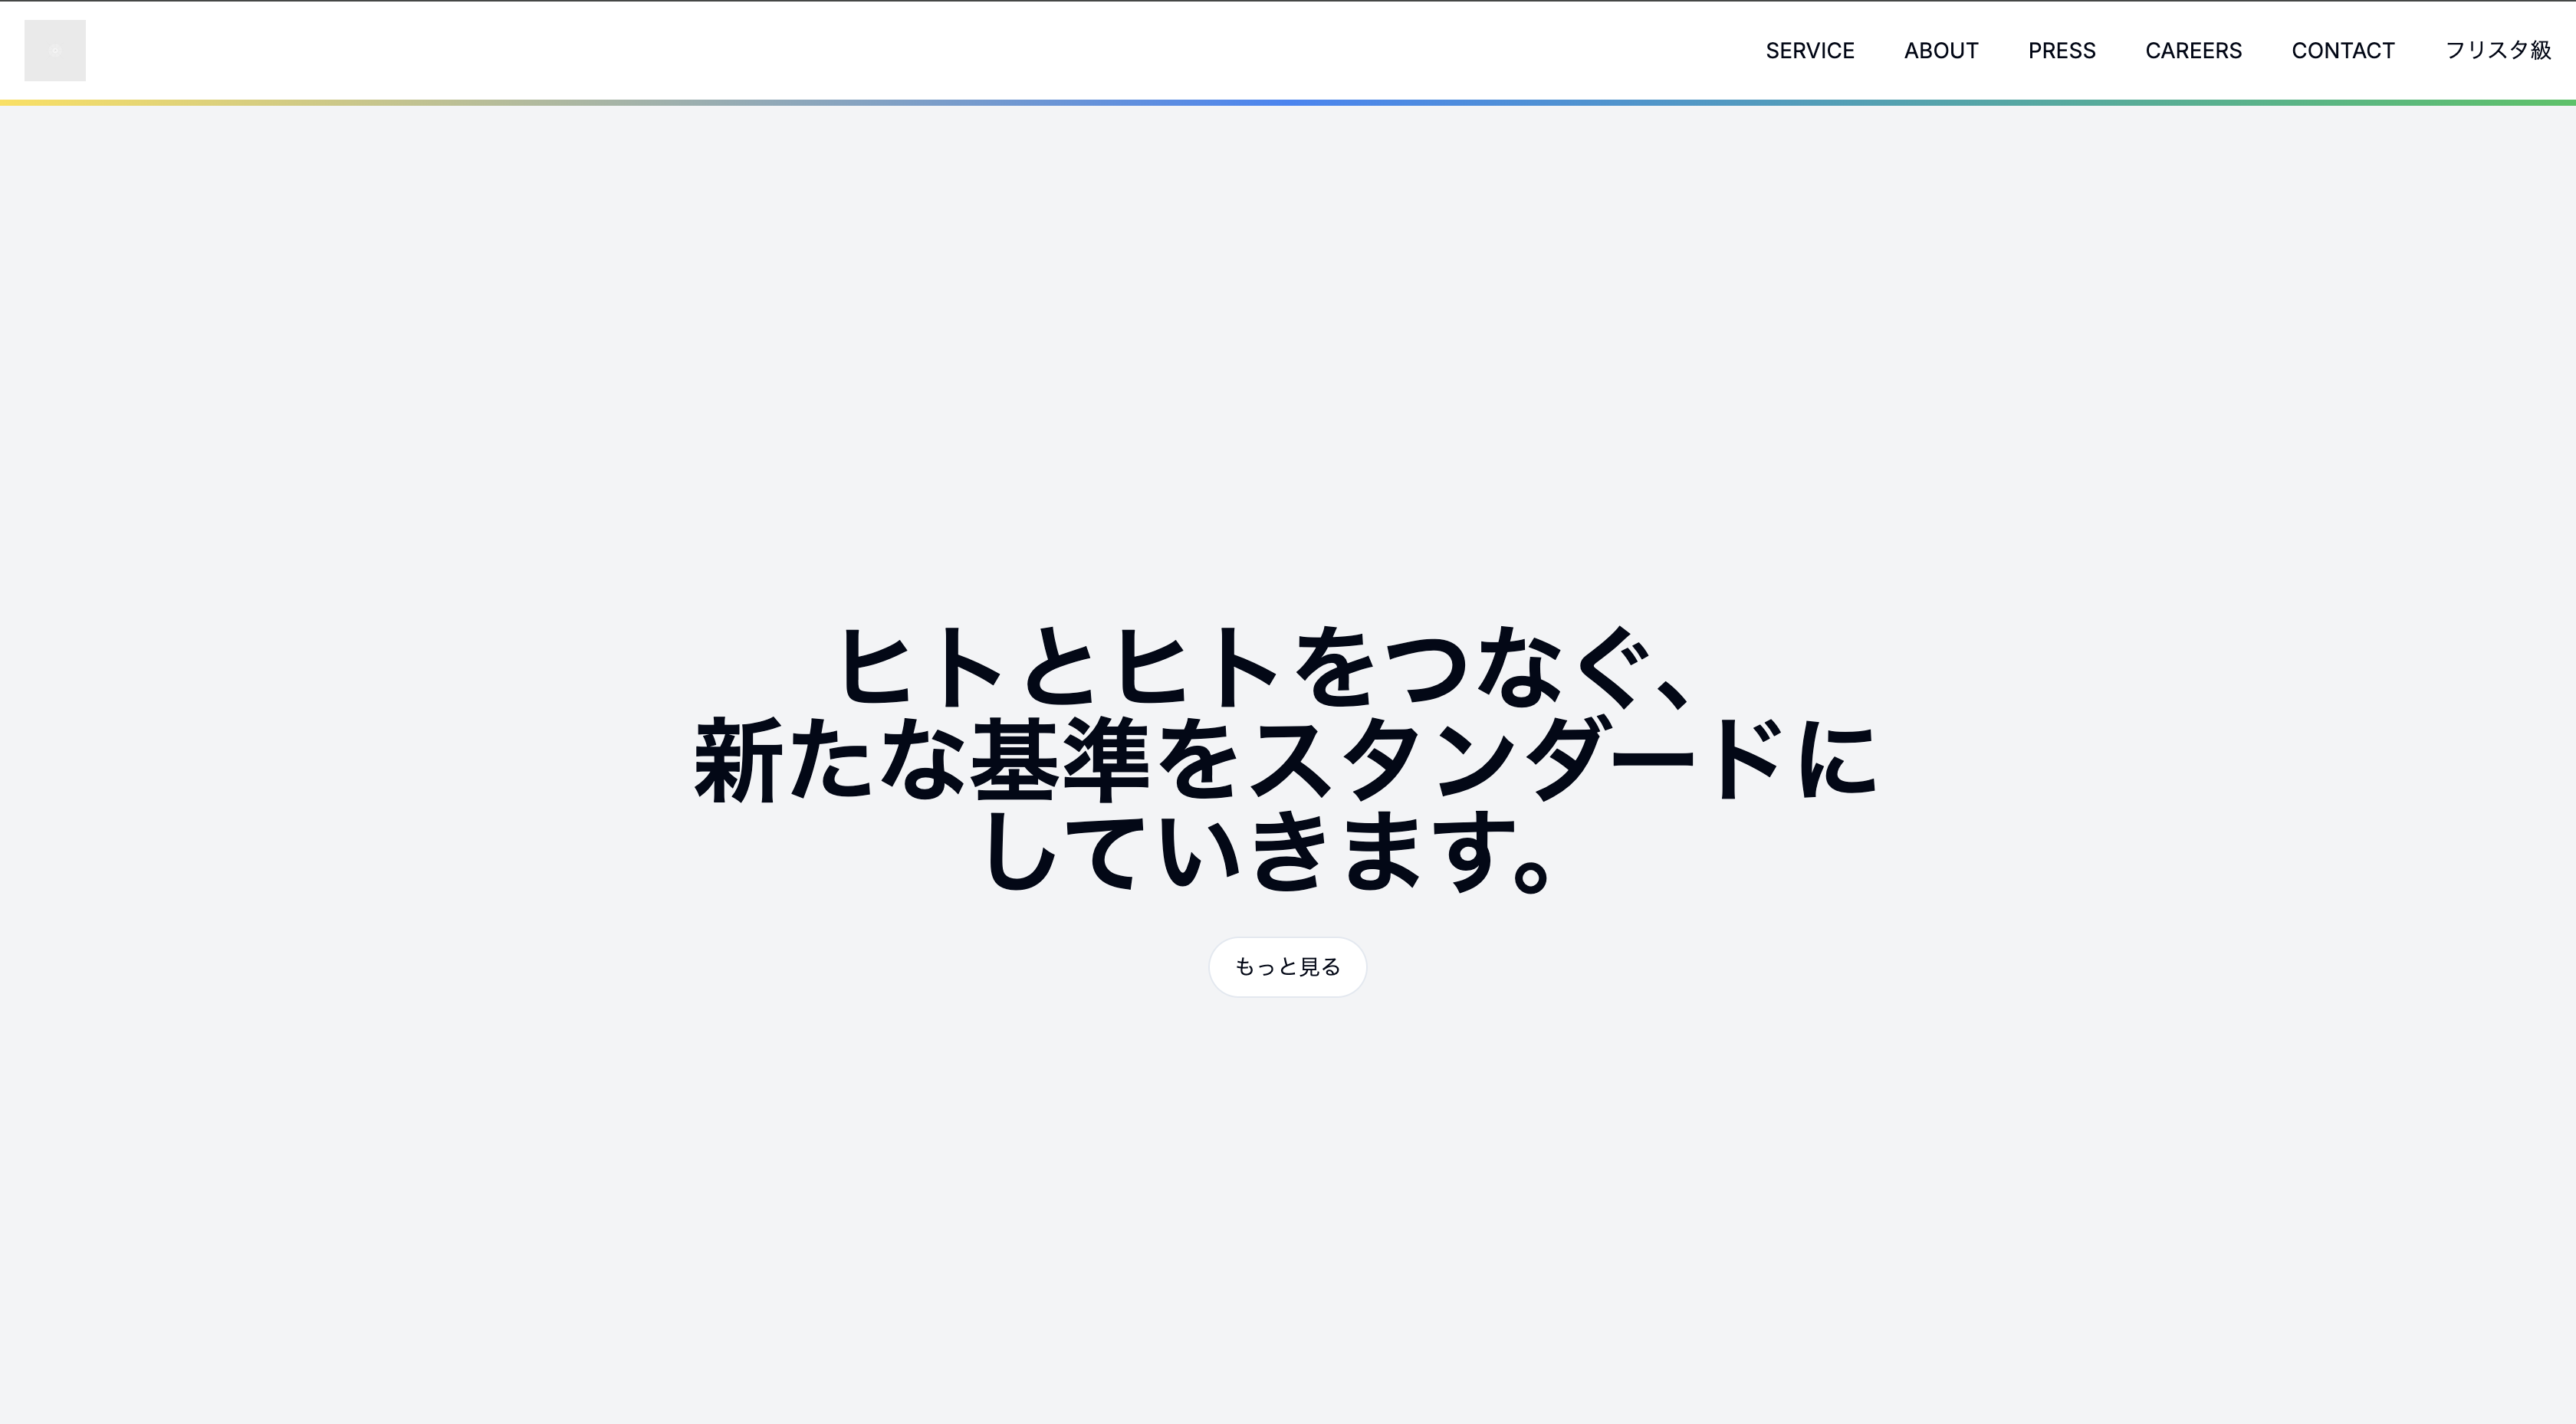 SERVICE ABOUT PRESS CAREERS CONTACT フリスタ級
ヒトとヒトをつなぐ、
新たな基準をスタンダードに
していきます。
もっと見る